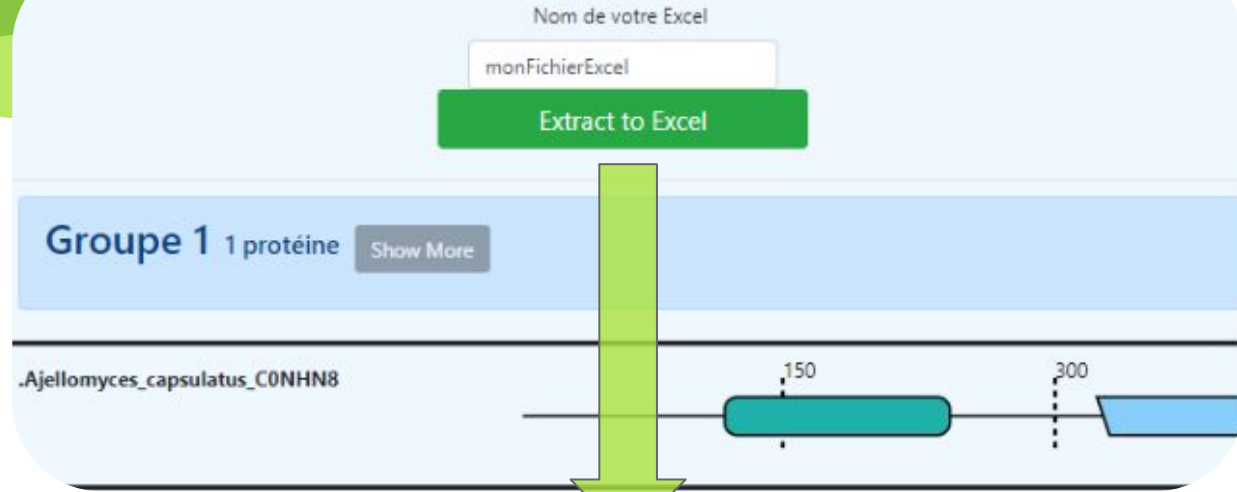 Nom de votre Excel
monFichierExcel
Extract to Excel
Groupe 1 1 protéine Show More
.Ajellomyces_capsulatus_C0NHN8
150 300